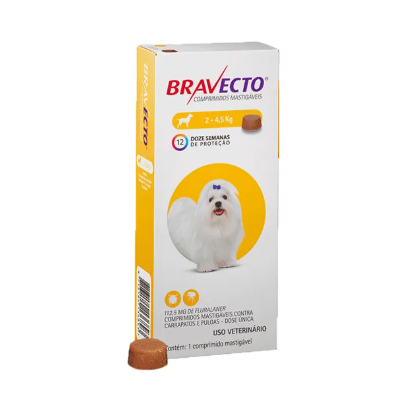 BRAVECTO®
COMPRIMIDOS MASTIGÁVEIS
2 – 4,5 Kg
12
DOZE SEMANAS
DE PROTEÇÃO
112,5 MG DE FLURALANER
COMPRIMIDOS MASTIGÁVEIS CONTRA
CARRAPATOS E PULGAS - DOSE ÚNICA
USO VETERINÁRIO
Contém: 1 comprimido mastigável
BRAVECTO